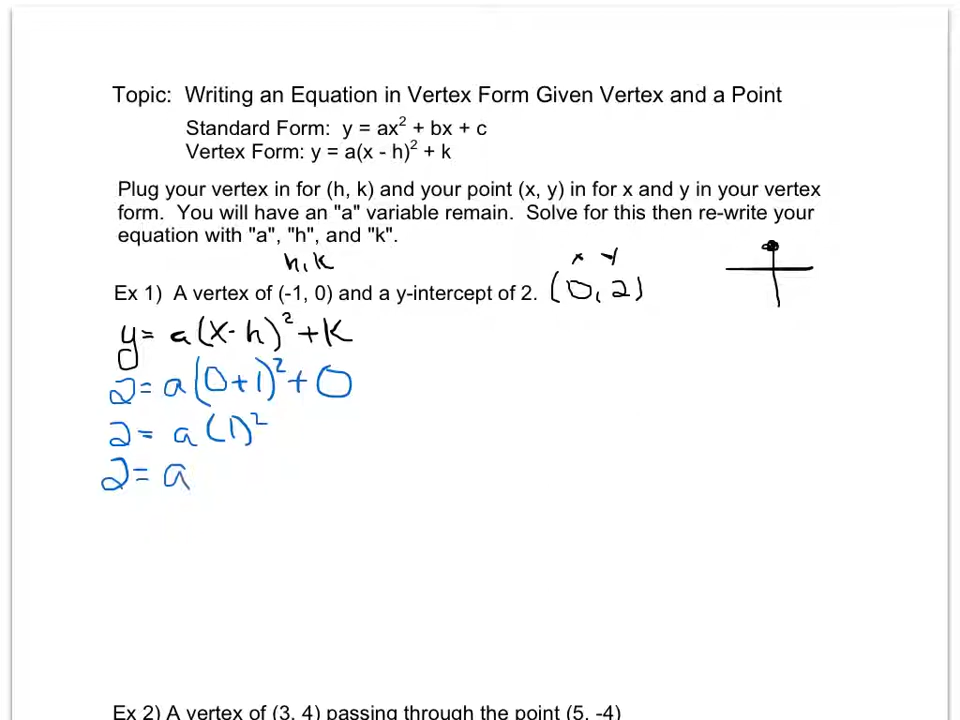 Topic: Writing an Equation in Vertex Form Given Vertex and a Point
Standard Form: y = ax² + bx + c
Vertex Form: y = a(x - h)² + k
Plug your vertex in for (h, k) and your point (x, y) in for x and y in your vertex
form. You will have an "a" variable remain. Solve for this then re-write your
equation with "a", "h", and "k".
h, k x y
Ex 1) A vertex of (-1, 0) and a y-intercept of 2. (0, 2)
y = a(x - h)² + k
2 = a(0+1)² + 0
2 = a(1)²
2 = a
Ex 2) A vertex of (3, 4) passing through the point (5, -4)